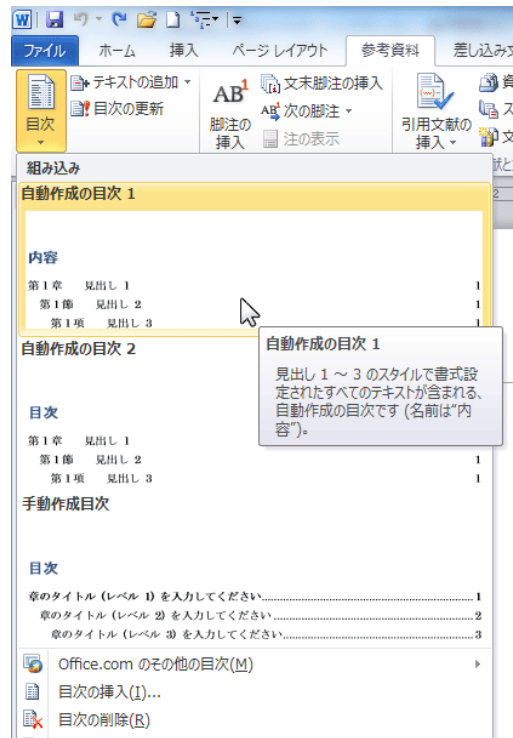 ファイル ホーム 挿入 ページ レイアウト 参考資料 差し込み文
目次
テキストの追加
目次の更新
AB1
脚注の
挿入
文末脚注の挿入
AB 次の脚注
注の表示
引用文献の
挿入
資
ス
文
組み込み
2
自動作成の目次 1
内容
第1章 見出し 1 1
第1節 見出し 2 1
第1項 見出し 3 1
自動作成の目次 1
見出し 1 ～ 3 のスタイルで書式設
定されたすべてのテキストが含まれる、
自動作成の目次です (名前は"内
容")。
自動作成の目次 2
目次
第1章 見出し 1
第1節 見出し 2 1
第1項 見出し 3 1
手動作成目次
目次
章のタイトル (レベル 1) を入力してください 1
章のタイトル (レベル 2) を入力してください 2
章のタイトル (レベル 3) を入力してください 3
Office.com のその他の目次(M)
目次の挿入(I)...
目次の削除(R)